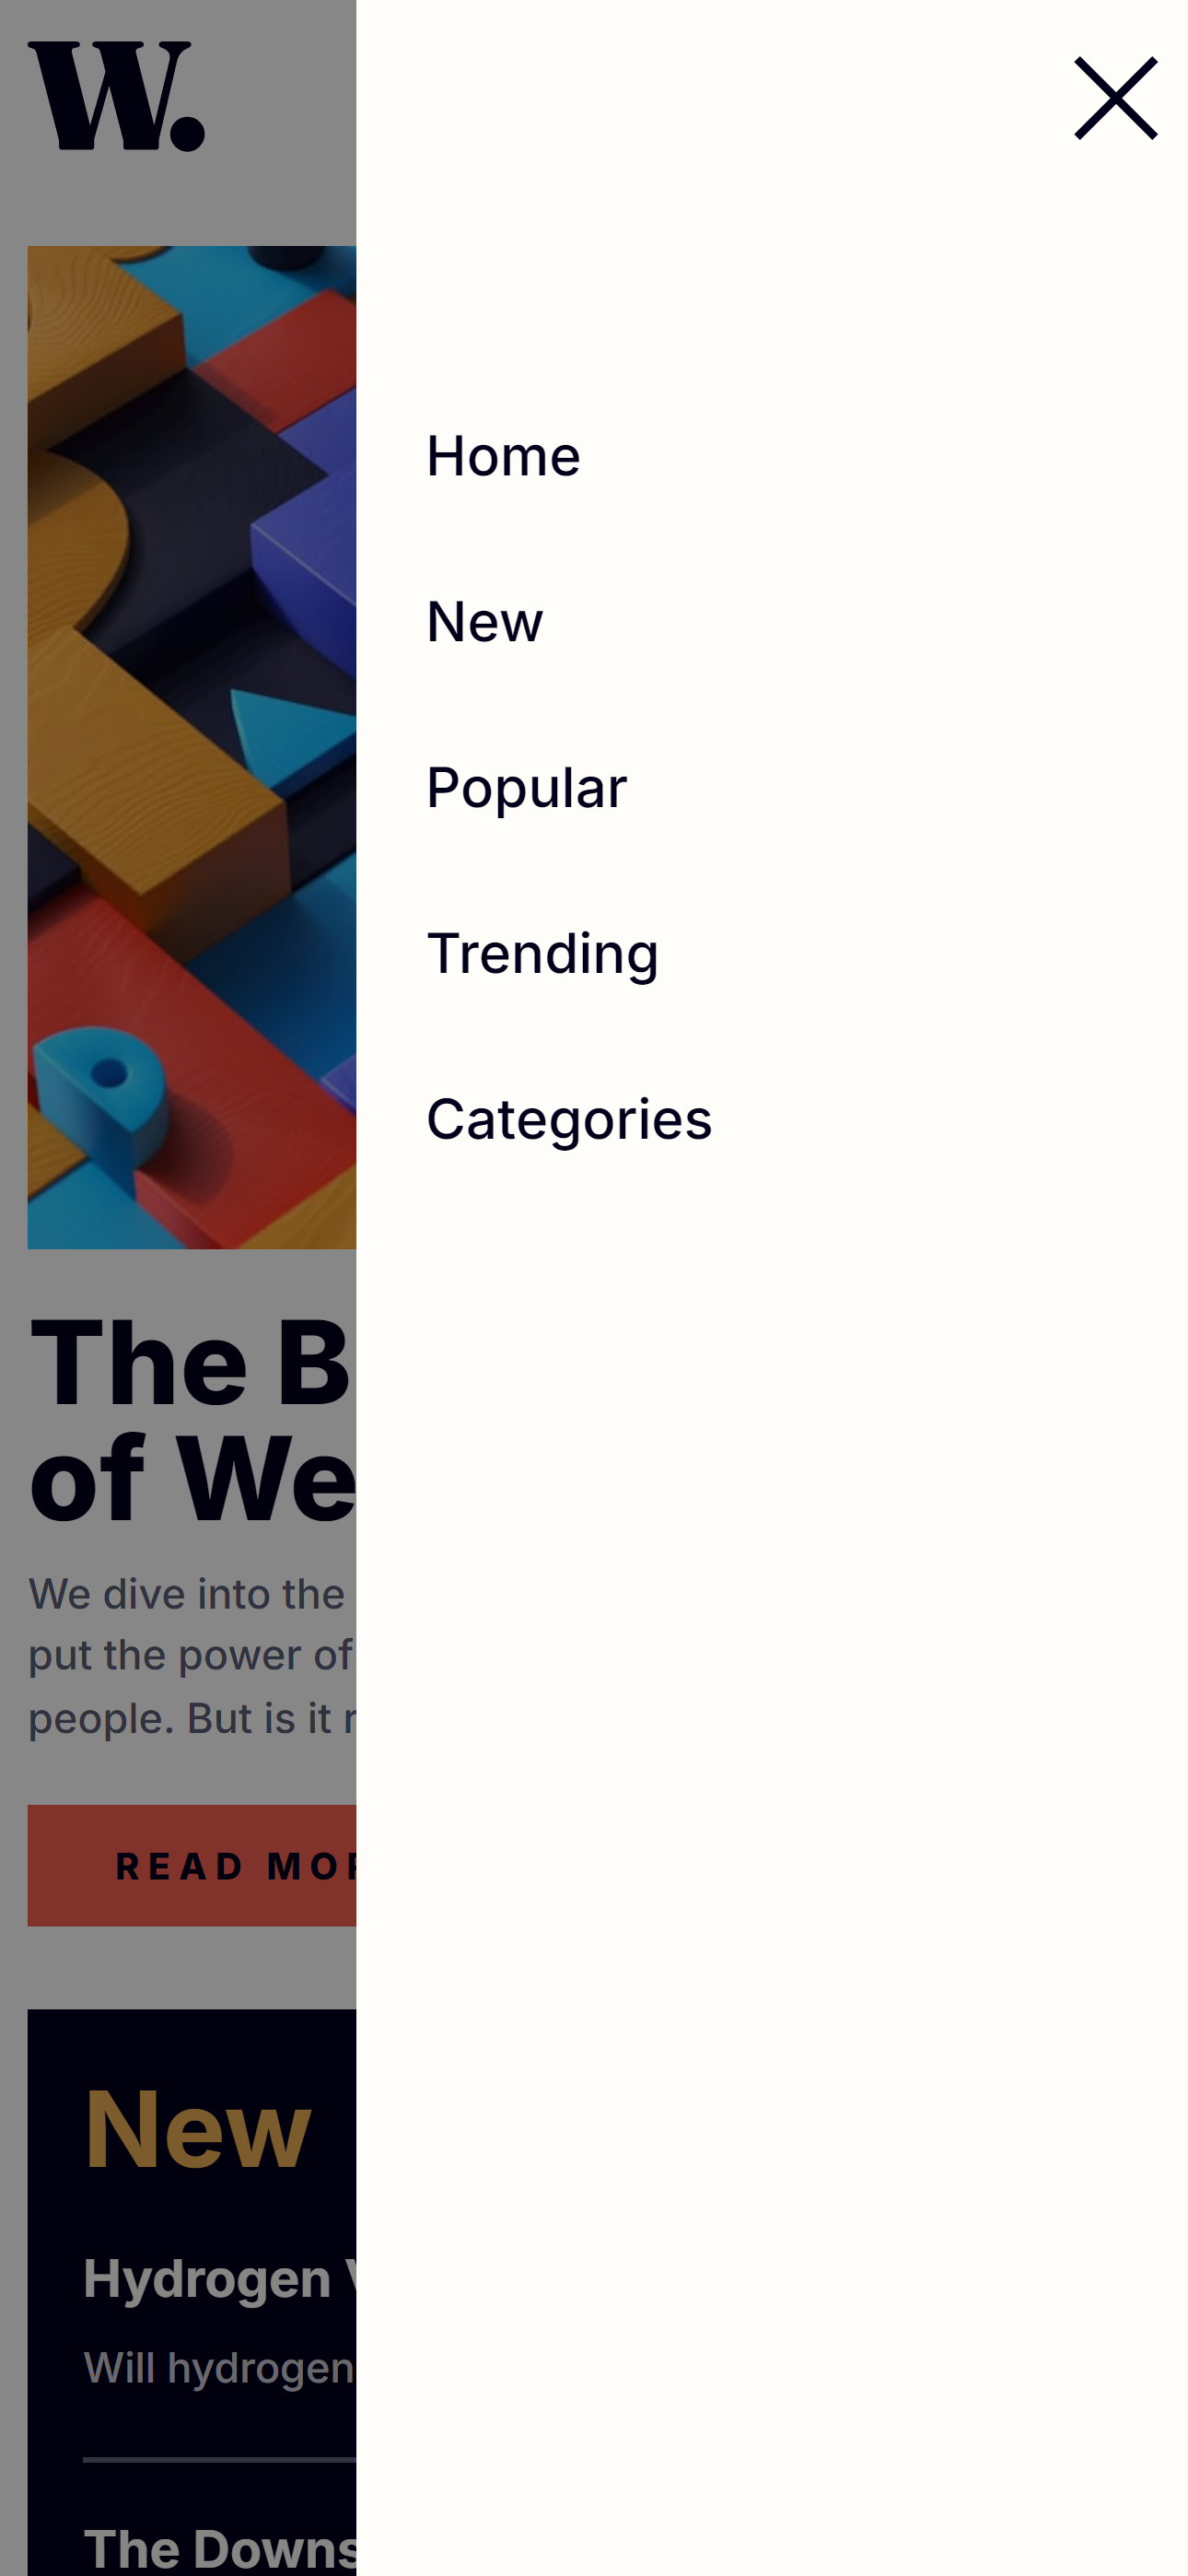 W.
Home
New
Popular
Trending
Categories
The B
of We
We dive into the
put the power of
people. But is it
READ MOR
New
Hydrogen
Will hydrogen
The Downs